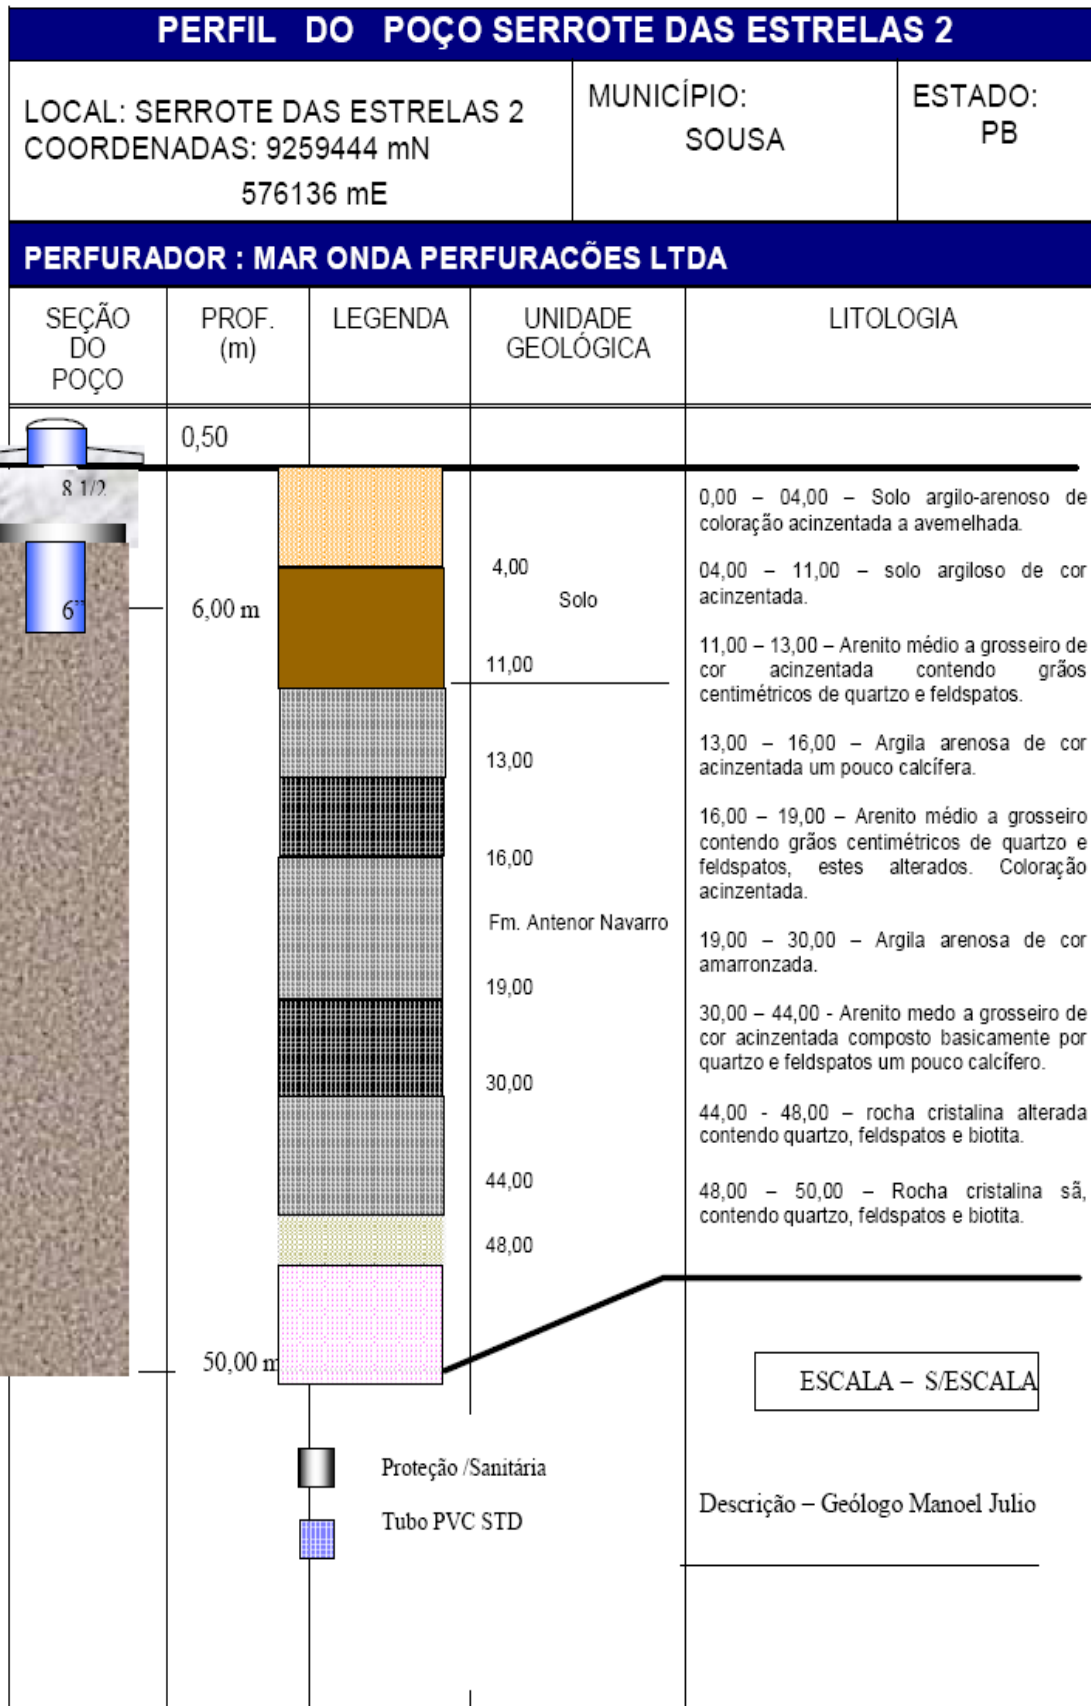 PERFIL DO POÇO SERROTE DAS ESTRELAS 2
LOCAL: SERROTE DAS ESTRELAS 2
COORDENADAS: 9259444 mN
576136 mE
MUNICÍPIO:
SOUSA
ESTADO:
PB
PERFURADOR : MAR ONDA PERFURACÕES LTDA
SEÇÃO
DO
POÇO
PROF.
(m)
LEGENDA
UNIDADE
GEOLÓGICA
LITOLOGIA
0,50
8 1/2
6"
6,00 m
50,00 m
4,00
Solo
11,00
13,00
16,00
Fm. Antenor Navarro
19,00
30,00
44,00
48,00
0,00 – 04,00 – Solo argilo-arenoso de
coloração acinzentada a avemelhada.
04,00 – 11,00 – solo argiloso de cor
acinzentada.
11,00 – 13,00 – Arenito médio a grosseiro de
cor acinzentada contendo grãos
centimétricos de quartzo e feldspatos.
13,00 – 16,00 – Argila arenosa de cor
acinzentada um pouco calcífera.
16,00 – 19,00 – Arenito médio a grosseiro
contendo grãos centimétricos de quartzo e
feldspatos, estes alterados. Coloração
acinzentada.
19,00 – 30,00 – Argila arenosa de cor
amarronzada.
30,00 – 44,00 - Arenito medo a grosseiro de
cor acinzentada composto basicamente por
quartzo e feldspatos um pouco calcífero.
44,00 - 48,00 – rocha cristalina alterada
contendo quartzo, feldspatos e biotita.
48,00 – 50,00 – Rocha cristalina sã,
contendo quartzo, feldspatos e biotita.
ESCALA – S/ESCALA
Proteção /Sanitária
Tubo PVC STD
Descrição – Geólogo Manoel Julio